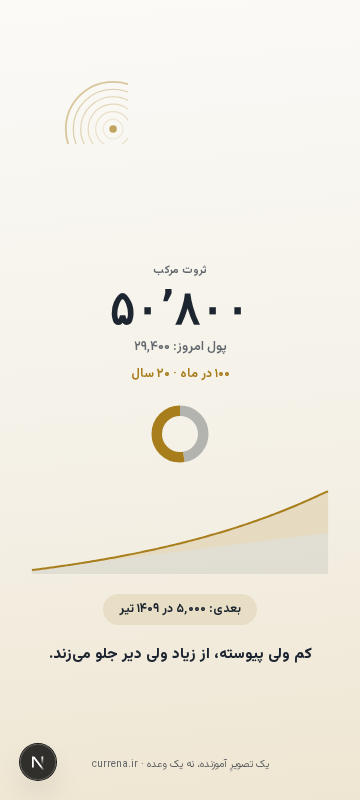 ثروت مرکب
۵۰٬۸۰۰
پول امروز: ۲۹,۴۰۰
۱۰۰ در ماه · ۲۰ سال
بعدی: ۵,۰۰۰ در ۱۴۰۹ تیر
کم ولی پیوسته، از زیاد ولی دیر جلو می‌زند.
یک تصویرِ آموزنده، نه یک وعده · currena.ir
N